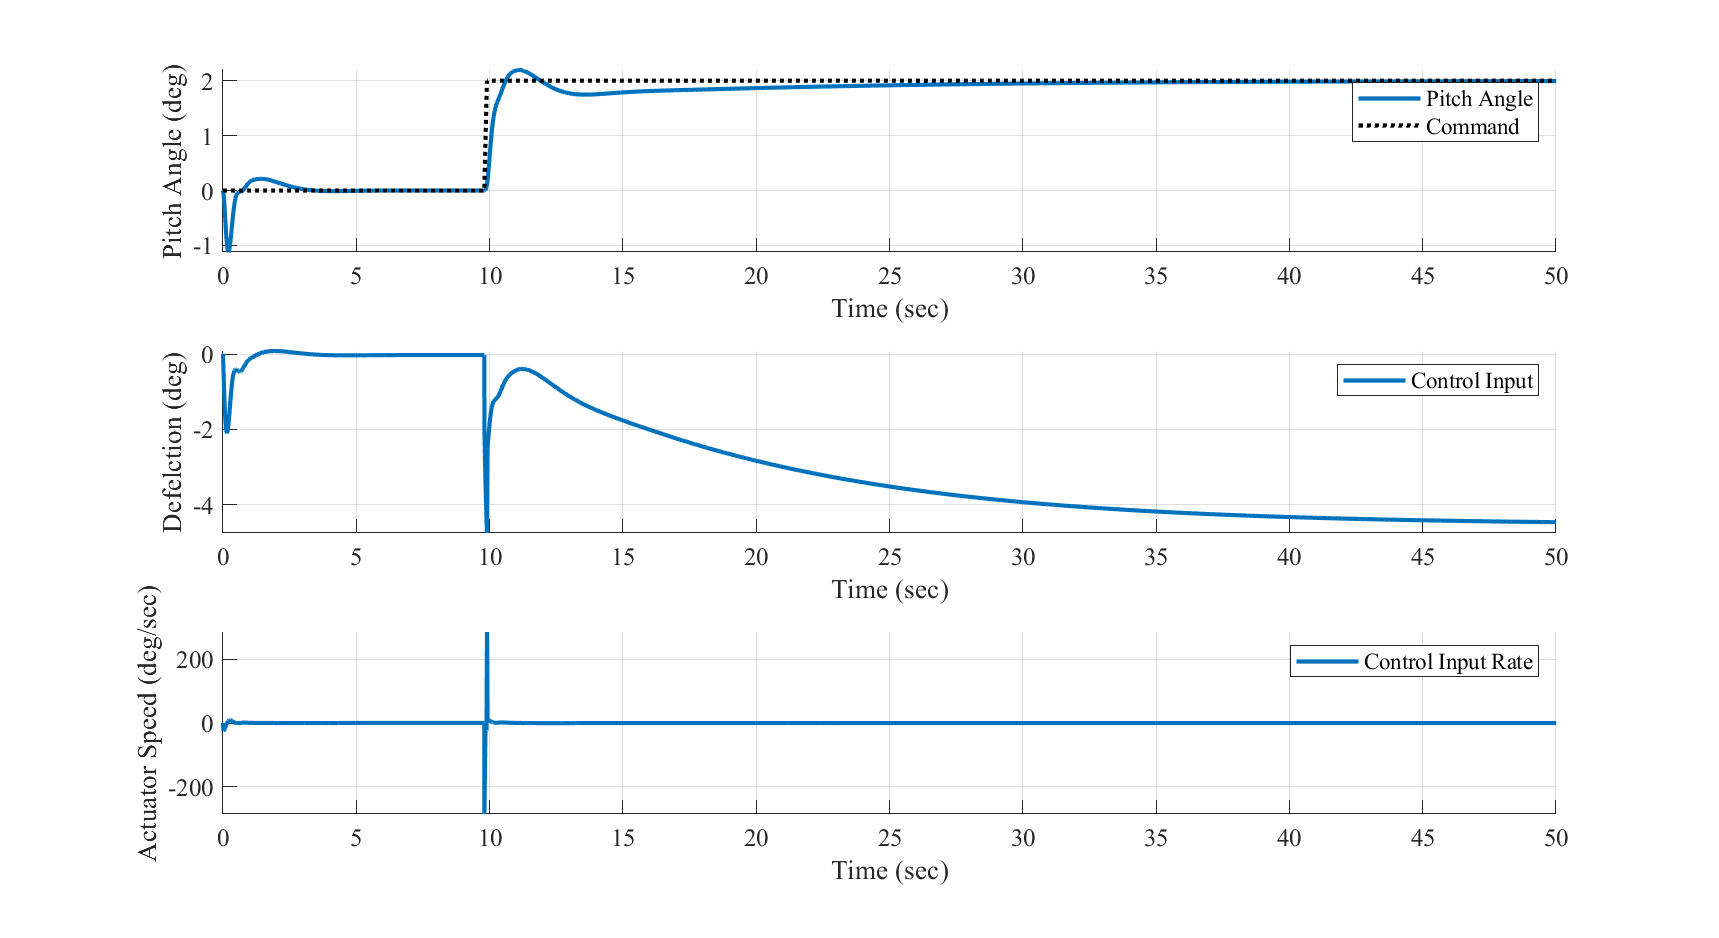 Pitch Angle (deg)
2
1
0
-1
Pitch Angle
Command
0 5 10 15 20 25 30 35 40 45 50
Time (sec)
Defelction (deg)
0
-2
-4
Control Input
0 5 10 15 20 25 30 35 40 45 50
Time (sec)
Actuator Speed (deg/sec)
200
0
-200
Control Input Rate
0 5 10 15 20 25 30 35 40 45 50
Time (sec)